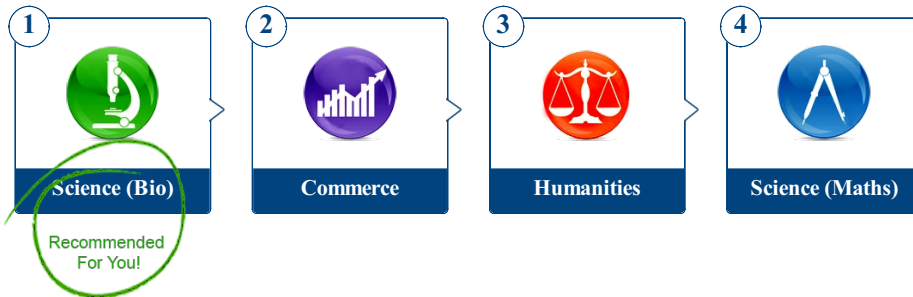 1
2
3
4
Science (Bio)
Commerce
Humanities
Science (Maths)
Recommended
For You!